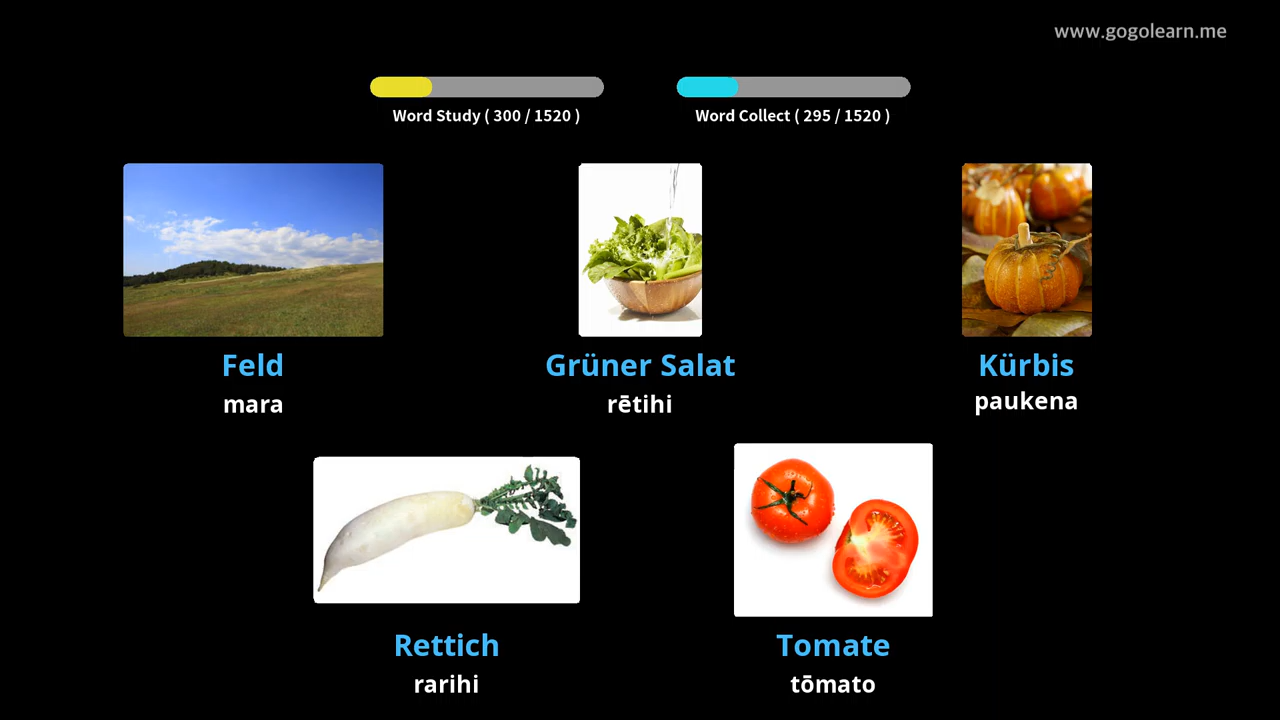 www.gogolearn.me
Word Study ( 300 / 1520 )
Word Collect ( 295 / 1520 )
Feld
mara
Grüner Salat
rētihi
Kürbis
paukena
Rettich
rarihi
Tomate
tōmato